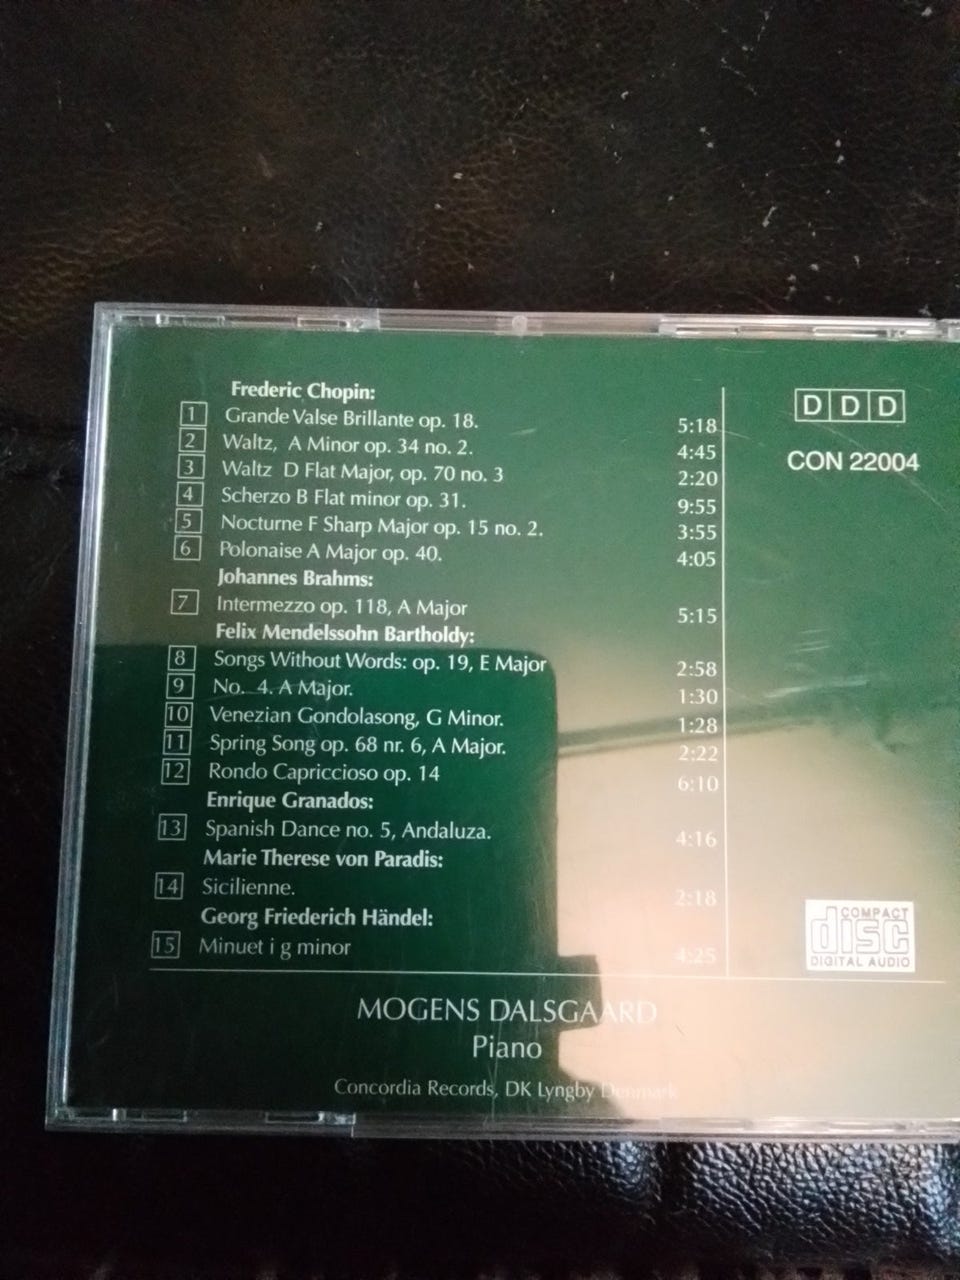 Frederic Chopin:
1 Grande Valse Brillante op. 18. 5:18
2 Waltz, A Minor op. 34 no. 2. 4:45
3 Waltz D Flat Major, op. 70 no. 3 2:20
4 Scherzo B Flat minor op. 31. 9:55
5 Nocturne F Sharp Major op. 15 no. 2. 3:55
6 Polonaise A Major op. 40. 4:05
Johannes Brahms:
7 Intermezzo op. 118, A Major 5:15
Felix Mendelssohn Bartholdy:
8 Songs Without Words: op. 19, E Major 2:58
9 No. 4. A Major. 1:30
10 Venezian Gondolasong, G Minor. 1:28
11 Spring Song op. 68 nr. 6, A Major. 2:22
12 Rondo Capriccioso op. 14 6:10
Enrique Granados:
13 Spanish Dance no. 5, Andaluza. 4:16
Marie Therese von Paradis:
14 Sicilienne. 2:18
Georg Friederich Händel:
15 Minuet i g minor 4:25
DDD
CON 22004
COMPACT
disc
DIGITAL AUDIO
MOGENS DALSGAARD
Piano
Concordia Records, DK Lyngby Denmark